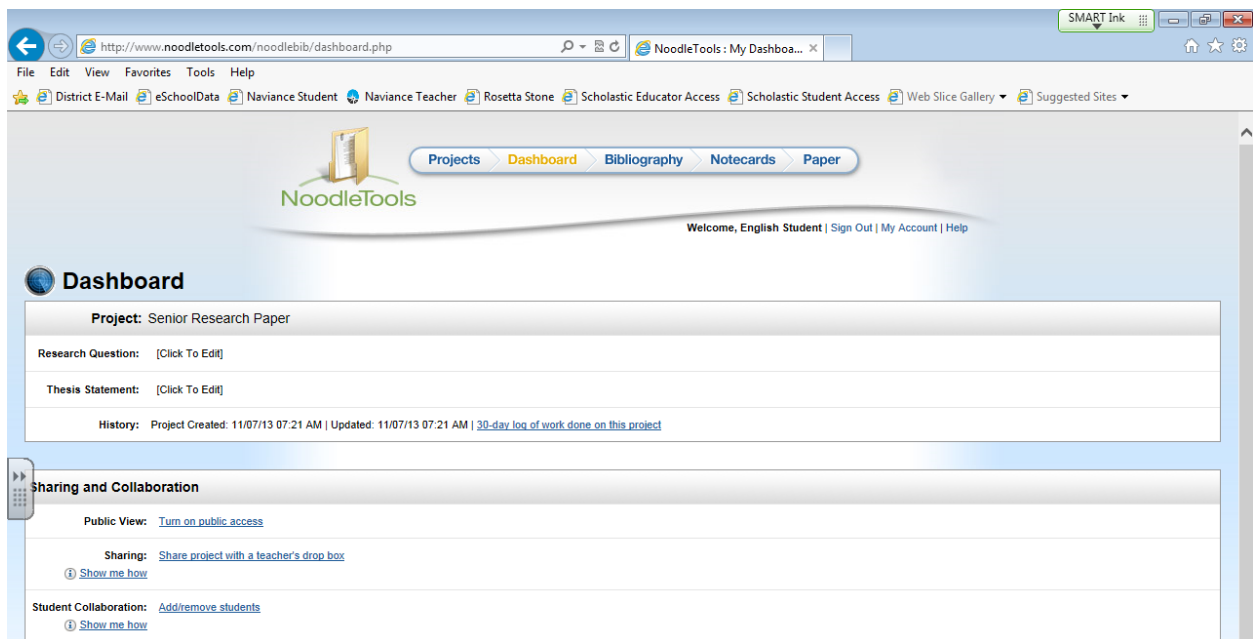 SMART Ink
http://www.noodletools.com/noodlebib/dashboard.php NoodleTools : My Dashboa...
File Edit View Favorites Tools Help
District E-Mail eSchoolData Naviance Student Naviance Teacher Rosetta Stone Scholastic Educator Access Scholastic Student Access Web Slice Gallery Suggested Sites
Projects Dashboard Bibliography Notecards Paper
NoodleTools
Welcome, English Student | Sign Out | My Account | Help
Dashboard
Project: Senior Research Paper
Research Question: [Click To Edit]
Thesis Statement: [Click To Edit]
History: Project Created: 11/07/13 07:21 AM | Updated: 11/07/13 07:21 AM | 30-day log of work done on this project
Sharing and Collaboration
Public View: Turn on public access
Sharing: Share project with a teacher's drop box
Show me how
Student Collaboration: Add/remove students
Show me how